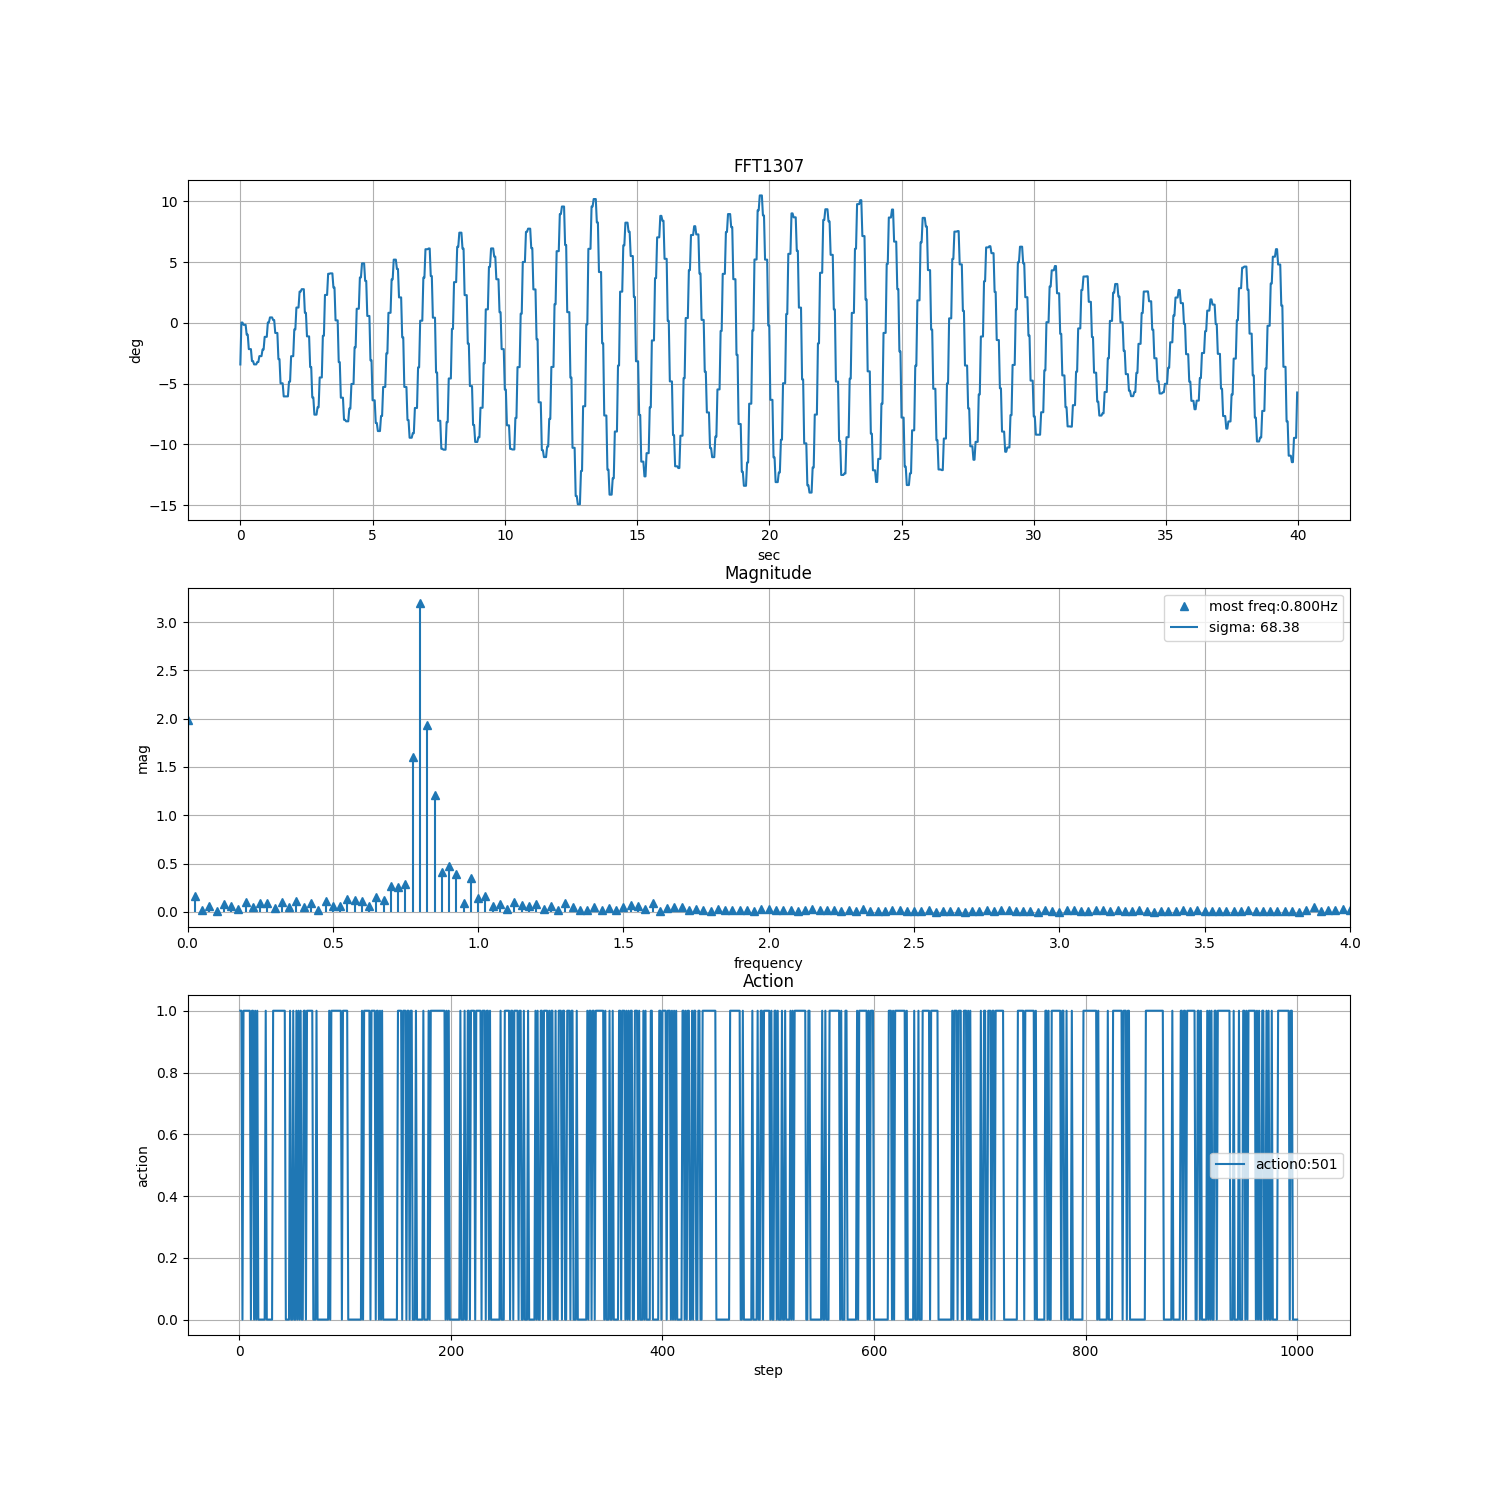 FFT1307
10
5
0
−5
−10
−15
deg
0 5 10 15 20 25 30 35 40
sec
Magnitude
most freq:0.800Hz
sigma: 68.38
3.0
2.5
2.0
1.5
1.0
0.5
0.0
mag
0.0 0.5 1.0 1.5 2.0 2.5 3.0 3.5 4.0
frequency
Action
1.0
0.8
0.6
0.4
0.2
0.0
action
action0:501
0 200 400 600 800 1000
step